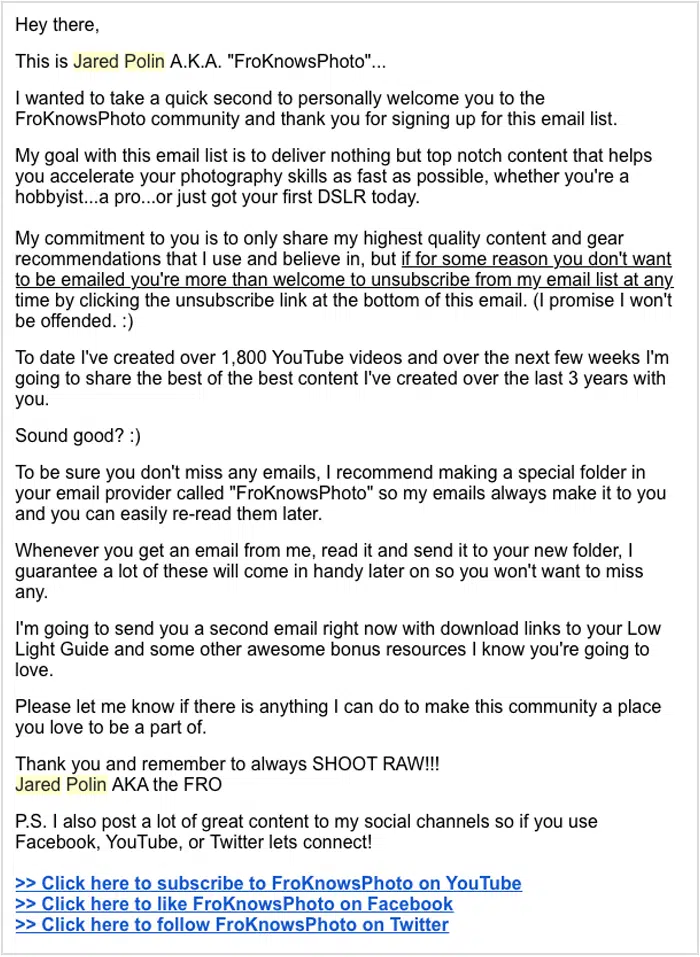 Hey there,
This is Jared Polin A.K.A. "FroKnowsPhoto"...
I wanted to take a quick second to personally welcome you to the
FroKnowsPhoto community and thank you for signing up for this email list.
My goal with this email list is to deliver nothing but top notch content that helps
you accelerate your photography skills as fast as possible, whether you're a
hobbyist...a pro...or just got your first DSLR today.
My commitment to you is to only share my highest quality content and gear
recommendations that I use and believe in, but if for some reason you don't want
to be emailed you're more than welcome to unsubscribe from my email list at any
time by clicking the unsubscribe link at the bottom of this email. (I promise I won't
be offended. :)
To date I've created over 1,800 YouTube videos and over the next few weeks I'm
going to share the best of the best content I've created over the last 3 years with
you.
Sound good? :)
To be sure you don't miss any emails, I recommend making a special folder in
your email provider called "FroKnowsPhoto" so my emails always make it to you
and you can easily re-read them later.
Whenever you get an email from me, read it and send it to your new folder, I
guarantee a lot of these will come in handy later on so you won't want to miss
any.
I'm going to send you a second email right now with download links to your Low
Light Guide and some other awesome bonus resources I know you're going to
love.
Please let me know if there is anything I can do to make this community a place
you love to be a part of.
Thank you and remember to always SHOOT RAW!!!
Jared Polin AKA the FRO
P.S. I also post a lot of great content to my social channels so if you use
Facebook, YouTube, or Twitter lets connect!
>> Click here to subscribe to FroKnowsPhoto on YouTube
>> Click here to like FroKnowsPhoto on Facebook
>> Click here to follow FroKnowsPhoto on Twitter